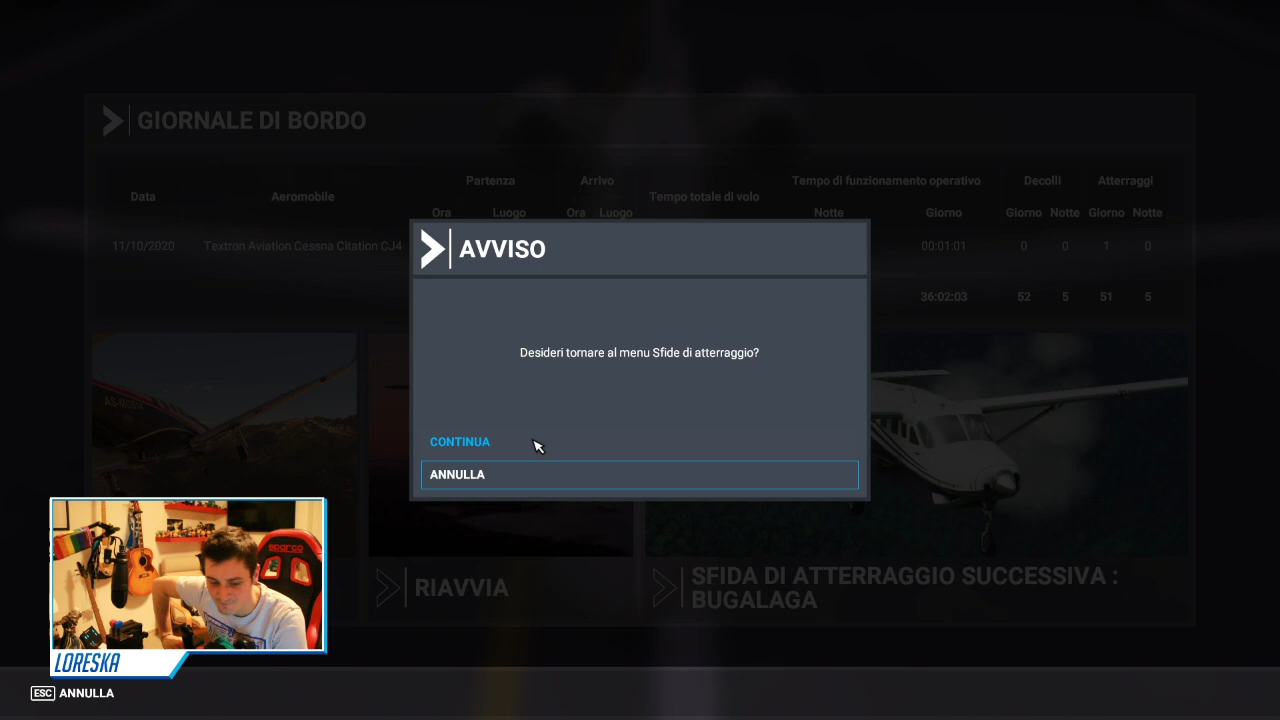 GIORNALE DI BORDO
Partenza Arrivo Tempo di funzionamento operativo Decolli Atterraggi
Data Aeromobile Tempo totale di volo
Ora Luogo Ora Luogo Notte Giorno Giorno Notte Giorno Notte
11/10/2020 Textron Aviation Cessna Citation CJ4 00:01:01 0 0 1 0
36:02:03 52 5 51 5
AVVISO
Desideri tornare al menu Sfide di atterraggio?
CONTINUA
ANNULLA
RIAVVIA
SFIDA DI ATTERRAGGIO SUCCESSIVA :
BUGALAGA
sparco
LORESKA
ESC ANNULLA